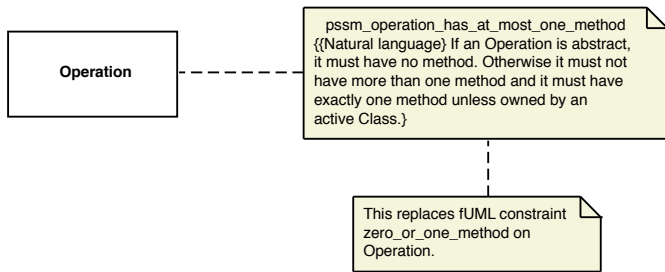 Operation
pssm_operation_has_at_most_one_method
{{Natural language} If an Operation is abstract,
it must have no method. Otherwise it must not
have more than one method and it must have
exactly one method unless owned by an
active Class.}
This replaces fUML constraint
zero_or_one_method on
Operation.